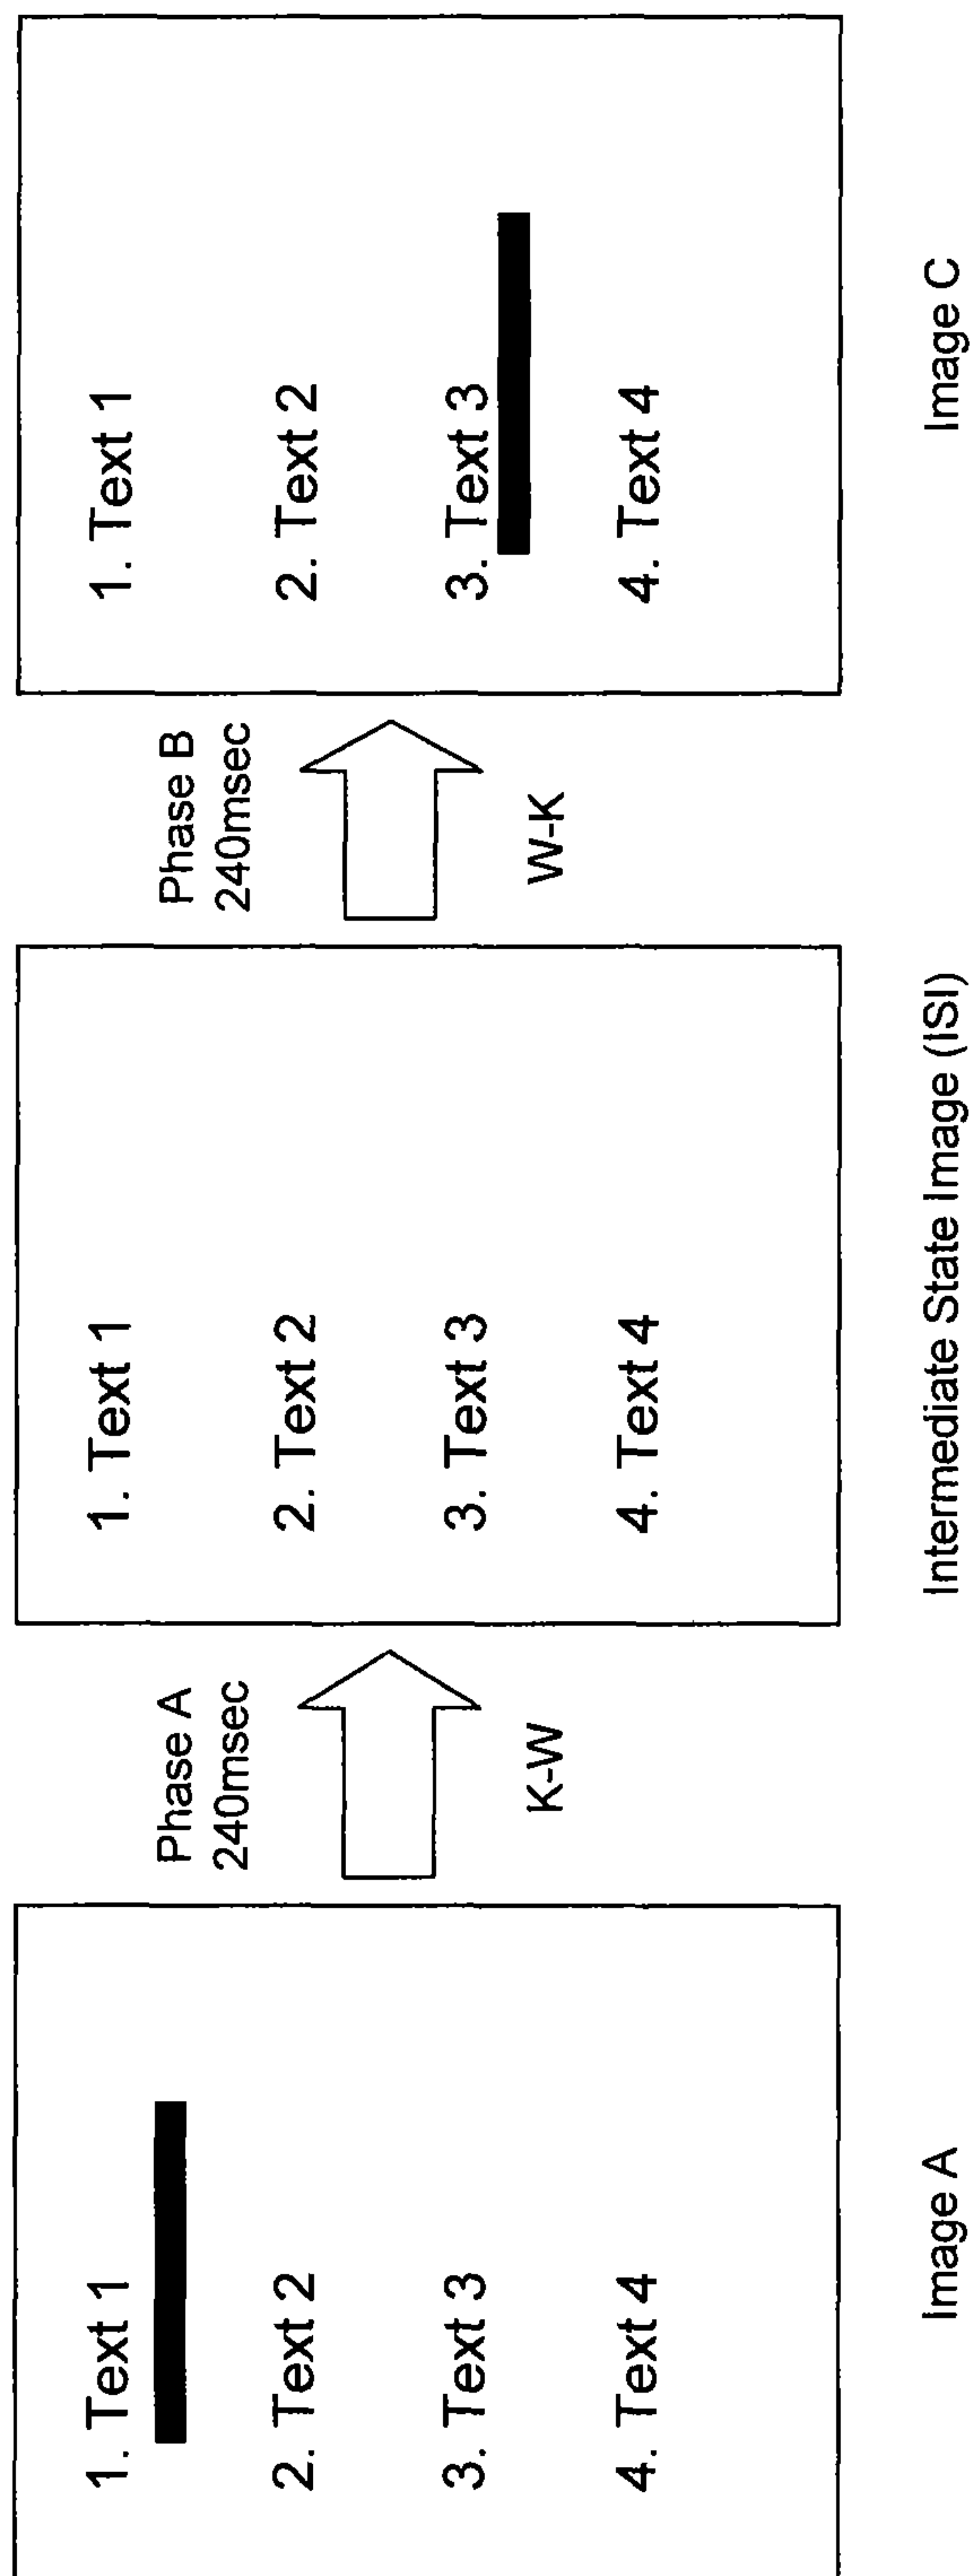 1. Text 1
2. Text 2
3. Text 3
4. Text 4
Image A
Phase A
240msec
K-W
1. Text 1
2. Text 2
3. Text 3
4. Text 4
Intermediate State Image (ISI)
Phase B
240msec
W-K
1. Text 1
2. Text 2
3. Text 3
4. Text 4
Image C